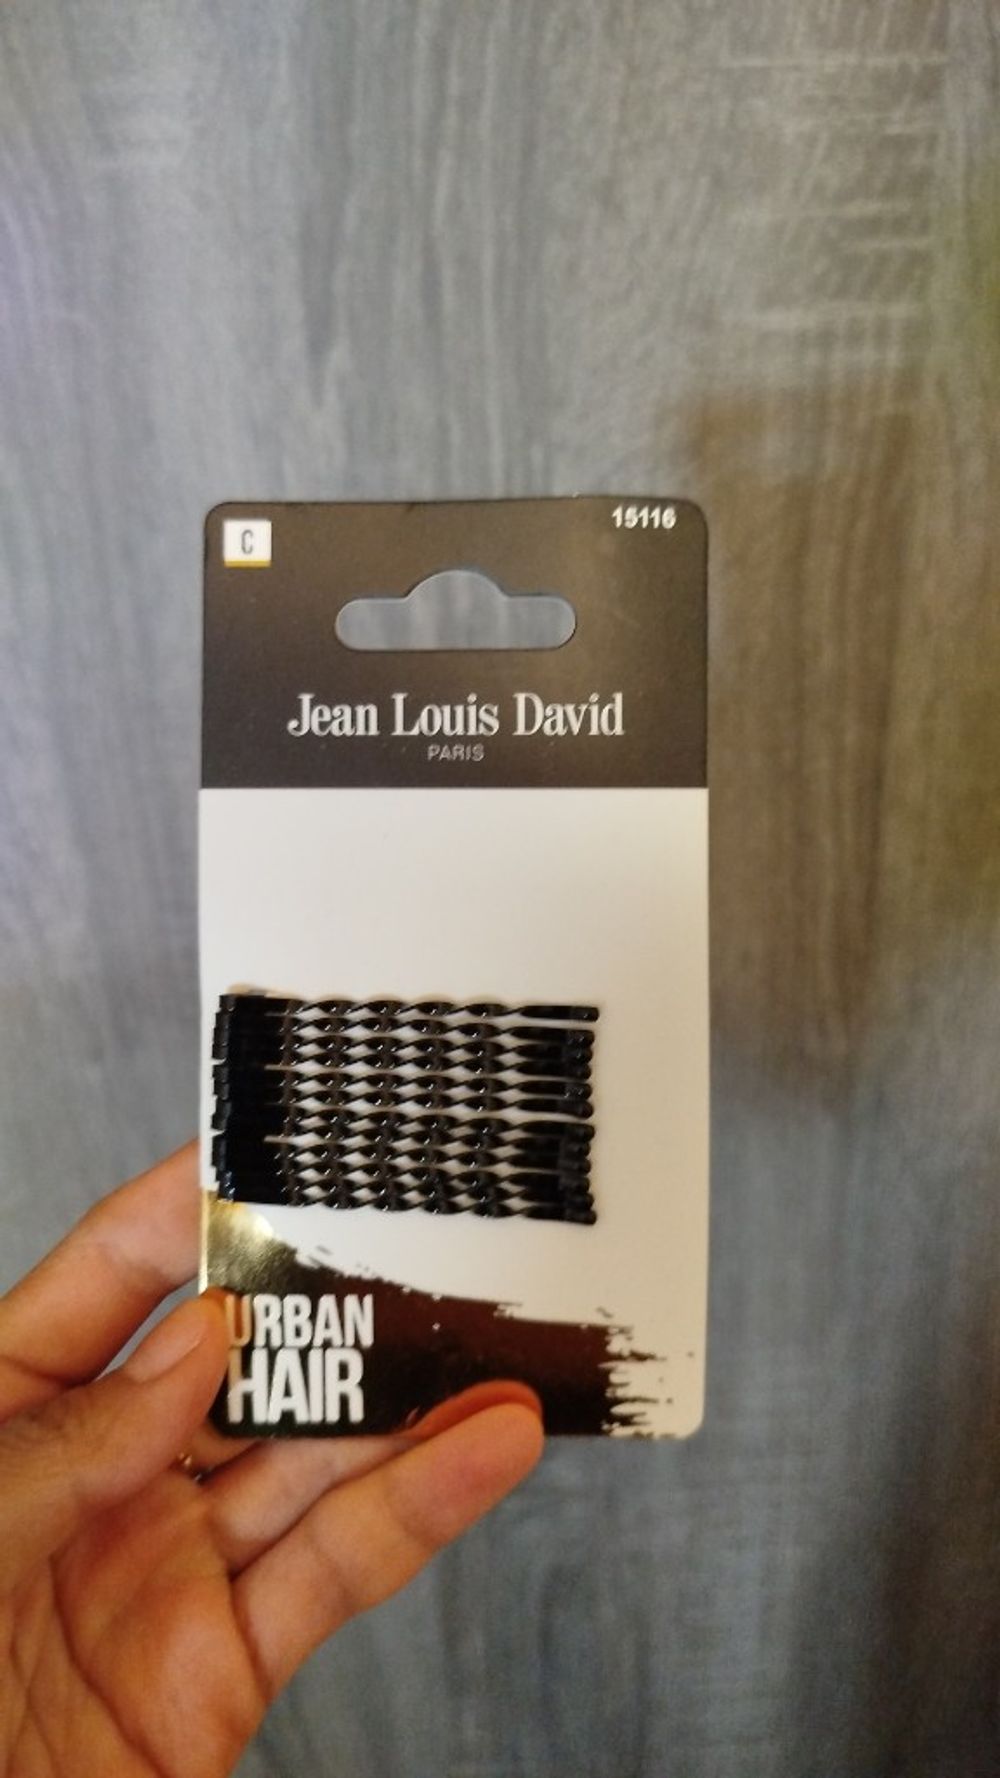 C
15116
Jean Louis David
PARIS
URBAN
HAIR